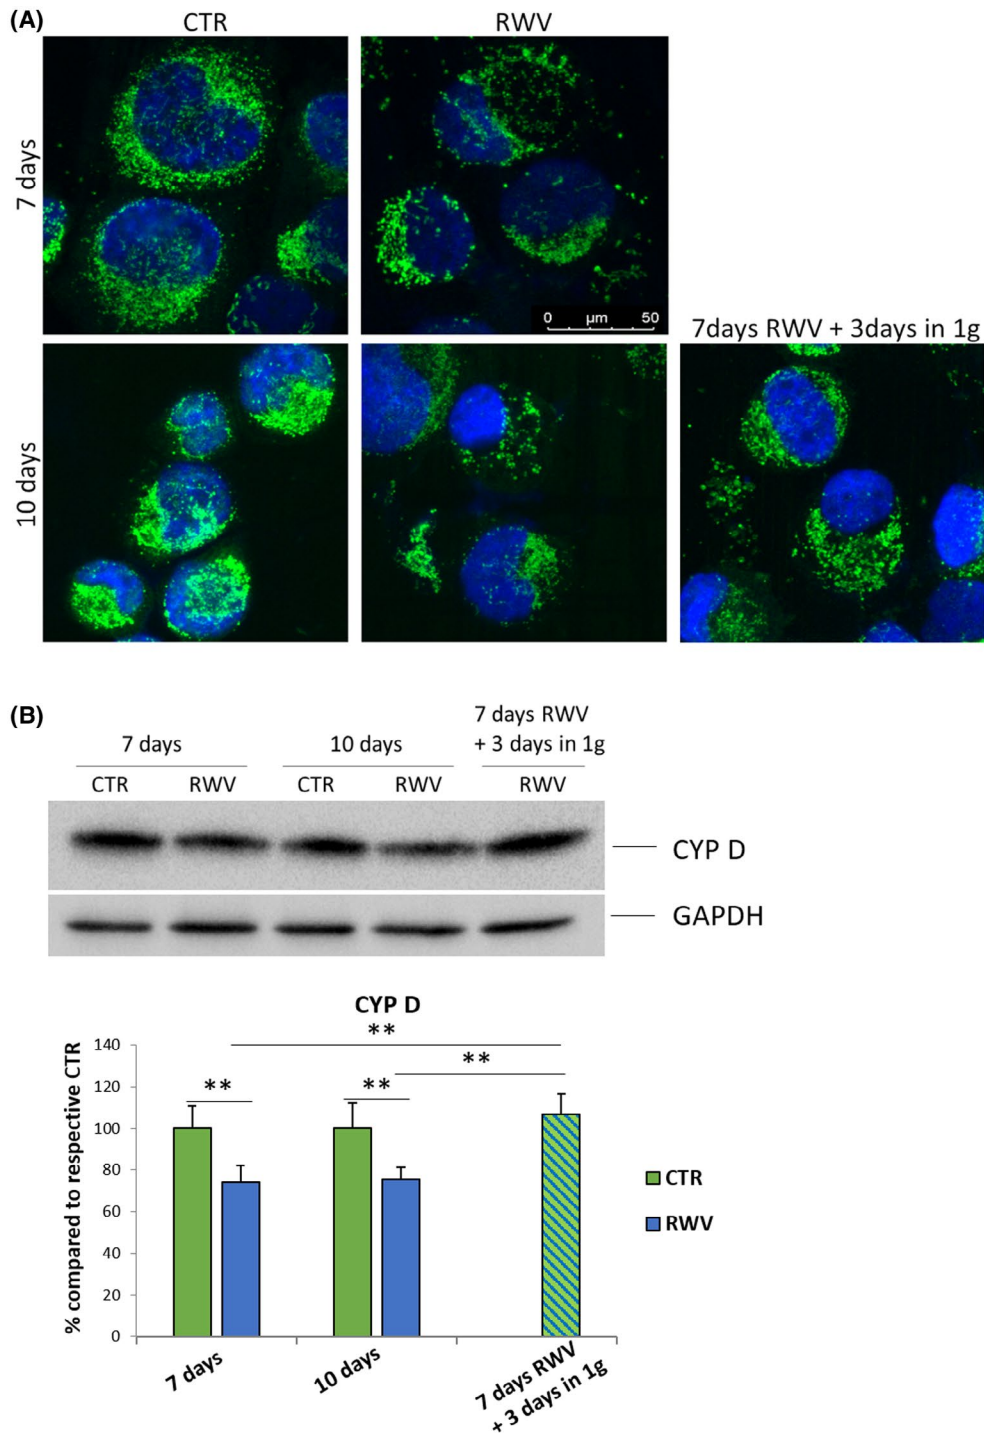 (A)
CTR
RWV
7 days
0 µm 50
7days RWV + 3days in 1g
10 days
(B)
7 days
10 days
7 days RWV
+ 3 days in 1g
CTR
RWV
CTR
RWV
RWV
CYP D
GAPDH
CYP D
% compared to respective CTR
140
120
100
80
60
40
20
0
**
**
**
**
CTR
RWV
7 days
10 days
7 days RWV
+ 3 days in 1g